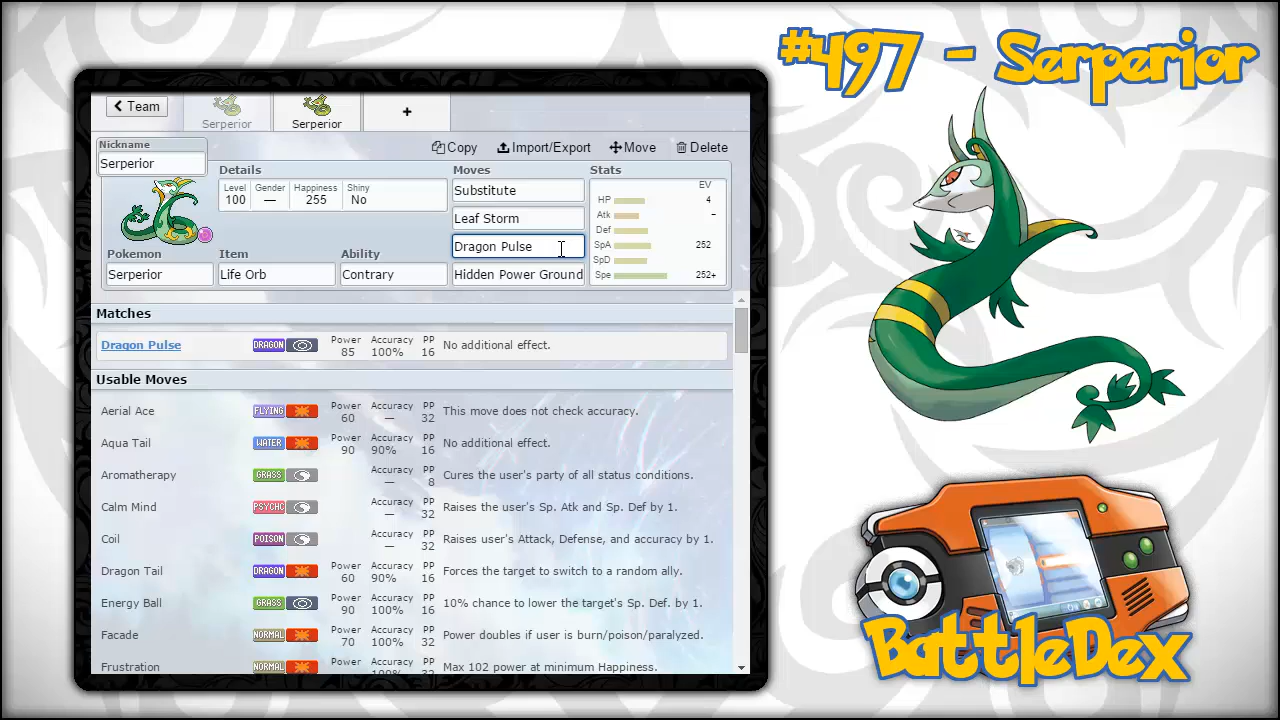 #497 - Serperior
Team
Serperior
Serperior
+
Nickname
Serperior
Copy
Import/Export
Move
Delete
Details
Level Gender Happiness Shiny
100 — 255 No
Moves
Substitute
Leaf Storm
Dragon Pulse
Hidden Power Ground
Stats
EV
HP 4
Atk –
Def
SpA 252
SpD
Spe 252+
Pokemon
Serperior
Item
Life Orb
Ability
Contrary
Matches
Dragon Pulse DRAGON Power 85 Accuracy 100% PP 16 No additional effect.
Usable Moves
Aerial Ace FLYING Power 60 Accuracy — PP 32 This move does not check accuracy.
Aqua Tail WATER Power 90 Accuracy 90% PP 16 No additional effect.
Aromatherapy GRASS Accuracy — PP 8 Cures the user's party of all status conditions.
Calm Mind PSYCHC Accuracy — PP 32 Raises the user's Sp. Atk and Sp. Def by 1.
Coil POISON Accuracy — PP 32 Raises user's Attack, Defense, and accuracy by 1.
Dragon Tail DRAGON Power 60 Accuracy 90% PP 16 Forces the target to switch to a random ally.
Energy Ball GRASS Power 90 Accuracy 100% PP 16 10% chance to lower the target's Sp. Def. by 1.
Facade NORMAL Power 70 Accuracy 100% PP 32 Power doubles if user is burn/poison/paralyzed.
Frustration NORMAL Power Accuracy PP Max 102 power at minimum Happiness.
BattleDex